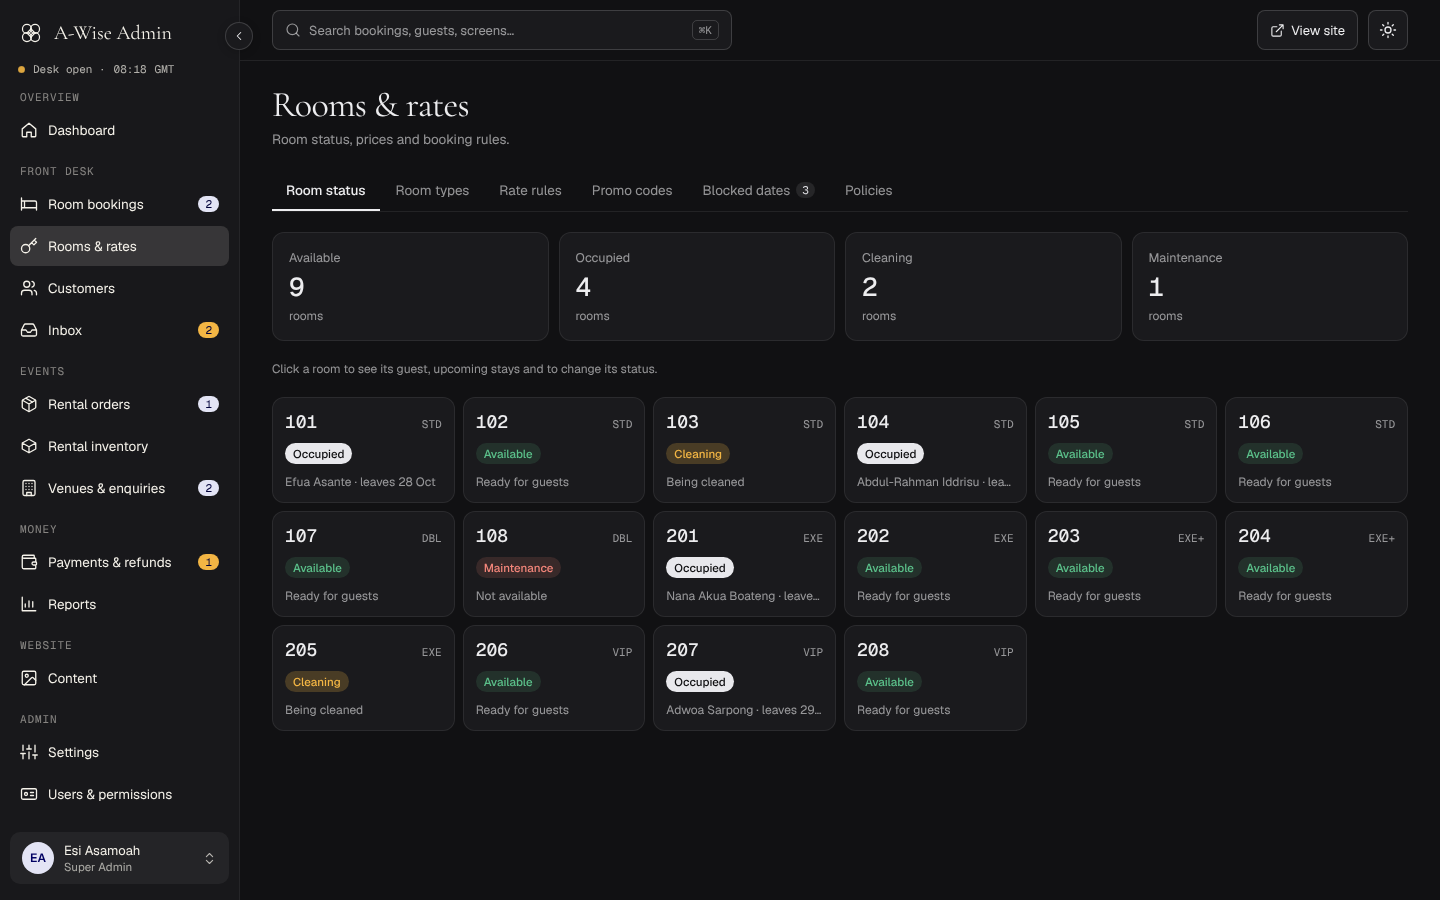 A-Wise Admin
Desk open · 08:18 GMT
OVERVIEW
Dashboard
FRONT DESK
Room bookings 2
Rooms & rates
Customers
Inbox 2
EVENTS
Rental orders 1
Rental inventory
Venues & enquiries 2
MONEY
Payments & refunds 1
Reports
WEBSITE
Content
ADMIN
Settings
Users & permissions
EA
Esi Asamoah
Super Admin
Search bookings, guests, screens… ⌘K
View site
Rooms & rates
Room status, prices and booking rules.
Room status Room types Rate rules Promo codes Blocked dates 3 Policies
Available
9
rooms
Occupied
4
rooms
Cleaning
2
rooms
Maintenance
1
rooms
Click a room to see its guest, upcoming stays and to change its status.
101 STD
Occupied
Efua Asante · leaves 28 Oct
102 STD
Available
Ready for guests
103 STD
Cleaning
Being cleaned
104 STD
Occupied
Abdul-Rahman Iddrisu · lea…
105 STD
Available
Ready for guests
106 STD
Available
Ready for guests
107 DBL
Available
Ready for guests
108 DBL
Maintenance
Not available
201 EXE
Occupied
Nana Akua Boateng · leave…
202 EXE
Available
Ready for guests
203 EXE+
Available
Ready for guests
204 EXE+
Available
Ready for guests
205 EXE
Cleaning
Being cleaned
206 VIP
Available
Ready for guests
207 VIP
Occupied
Adwoa Sarpong · leaves 29…
208 VIP
Available
Ready for guests